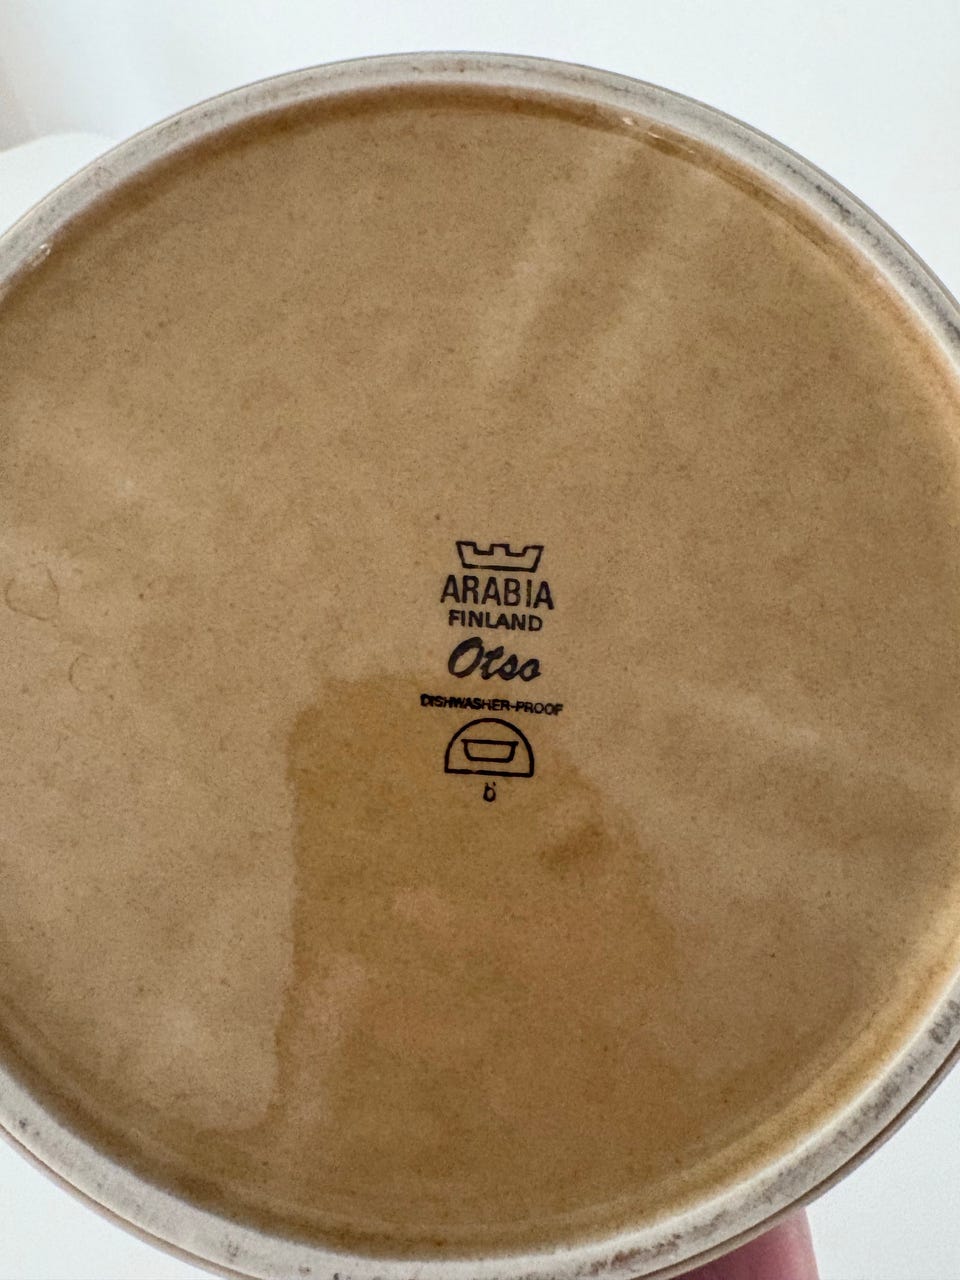 ARABIA
FINLAND
Otso
DISHWASHER-PROOF